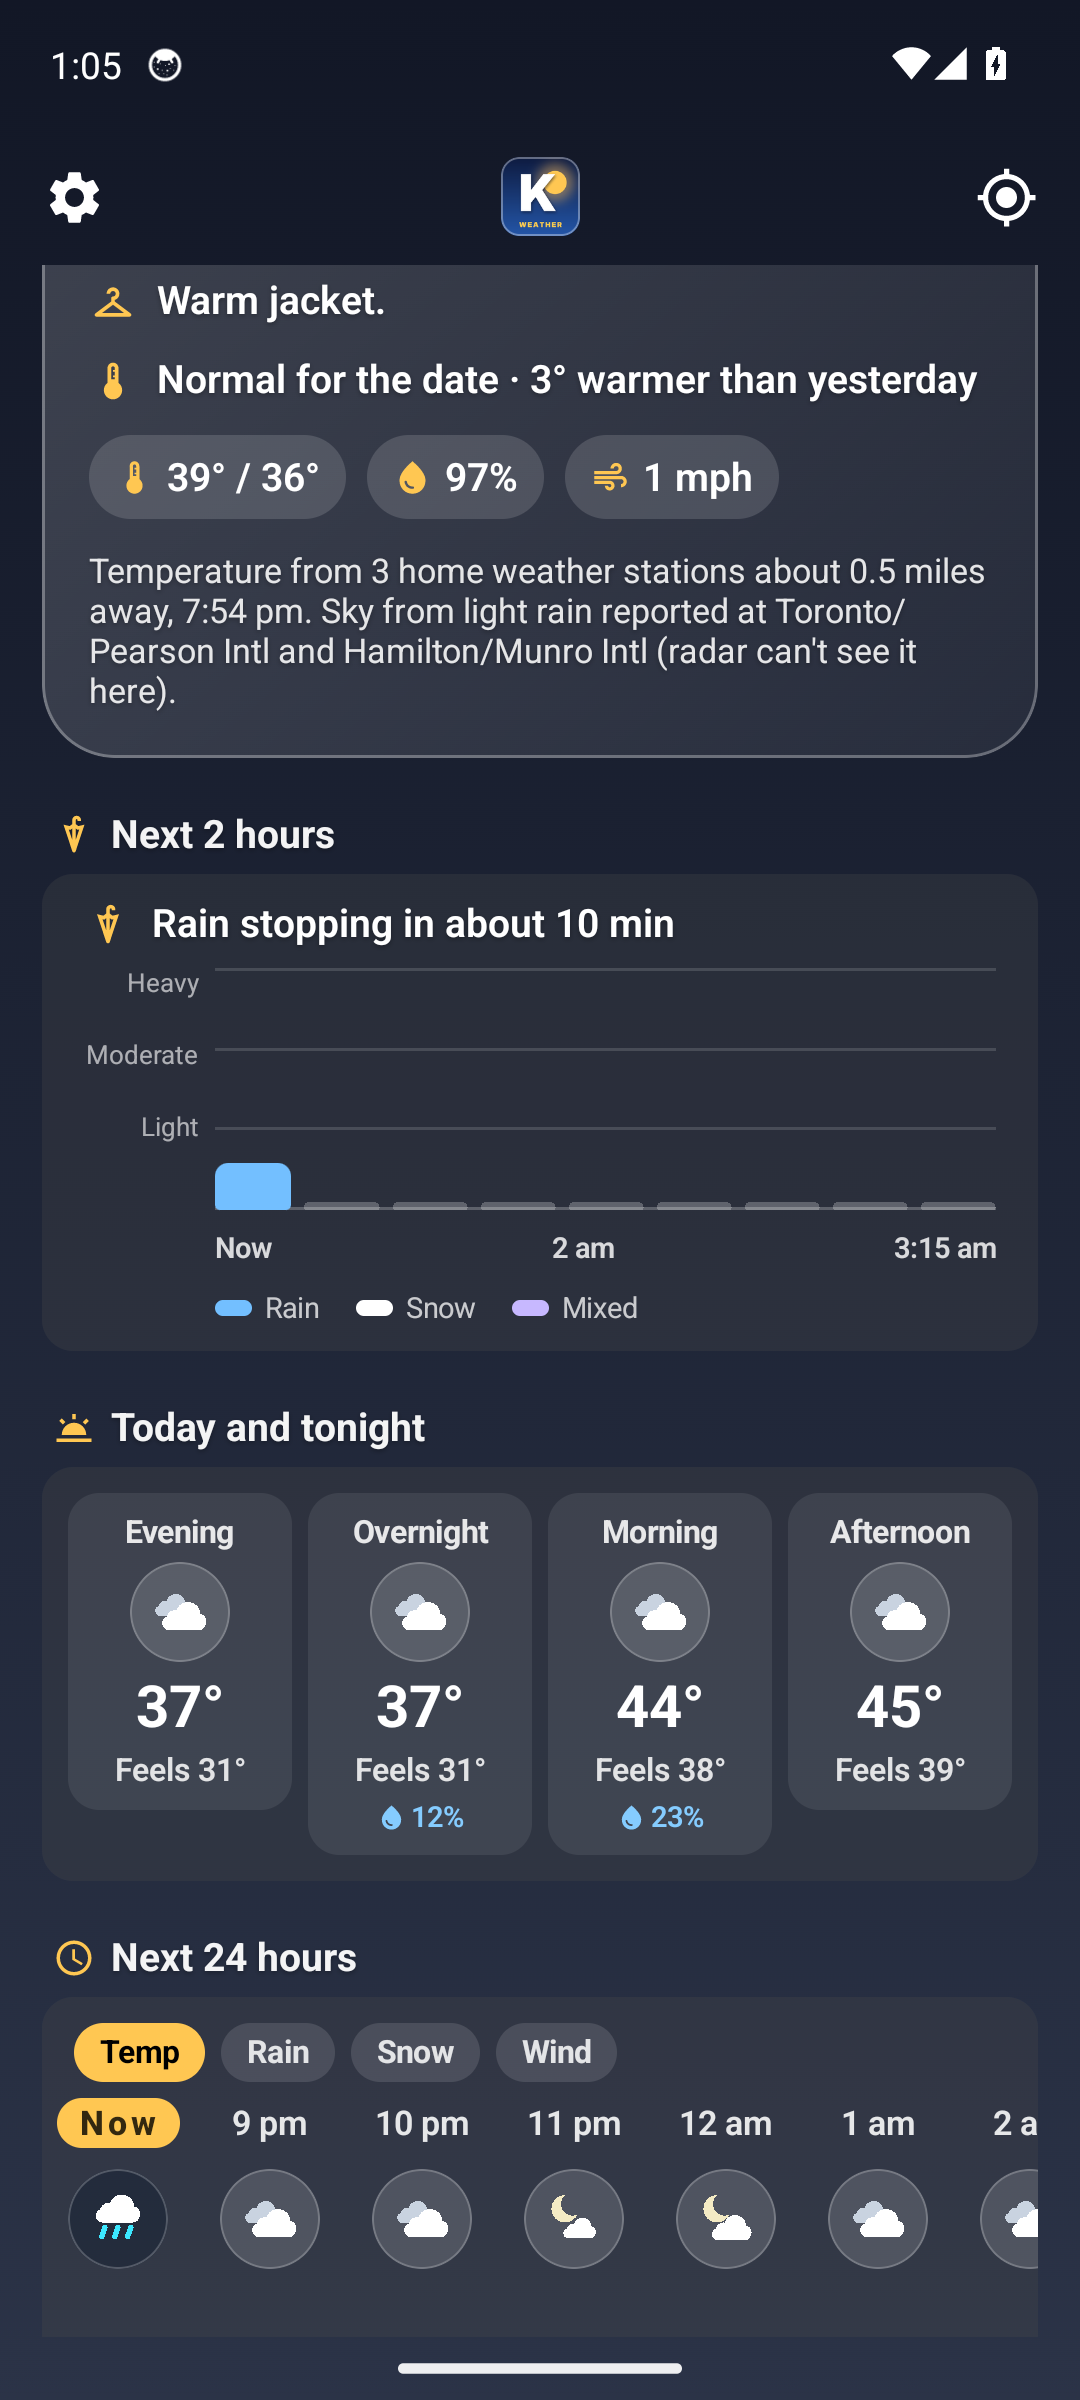 1:05
K
WEATHER
Warm jacket.
Normal for the date · 3° warmer than yesterday
39° / 36°
97%
1 mph
Temperature from 3 home weather stations about 0.5 miles
away, 7:54 pm. Sky from light rain reported at Toronto/
Pearson Intl and Hamilton/Munro Intl (radar can't see it
here).
Next 2 hours
Rain stopping in about 10 min
Heavy
Moderate
Light
Now 2 am 3:15 am
Rain Snow Mixed
Today and tonight
Evening Overnight Morning Afternoon
37° 37° 44° 45°
Feels 31° Feels 31° Feels 38° Feels 39°
12% 23%
Next 24 hours
Temp Rain Snow Wind
Now 9 pm 10 pm 11 pm 12 am 1 am 2 a